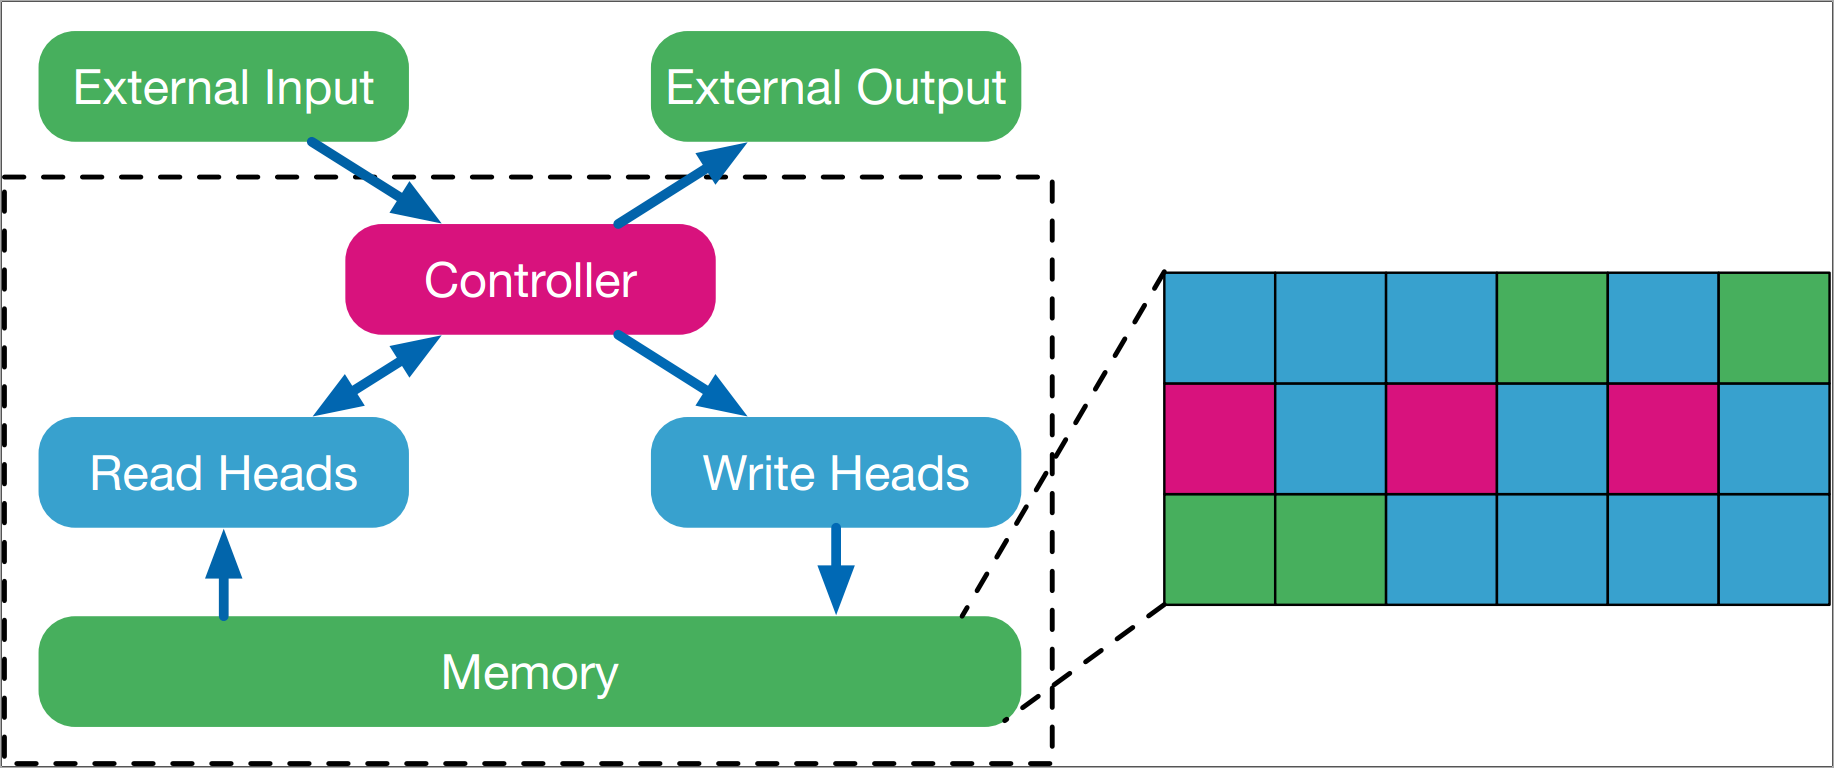 External Input
External Output
Controller
Read Heads
Write Heads
Memory